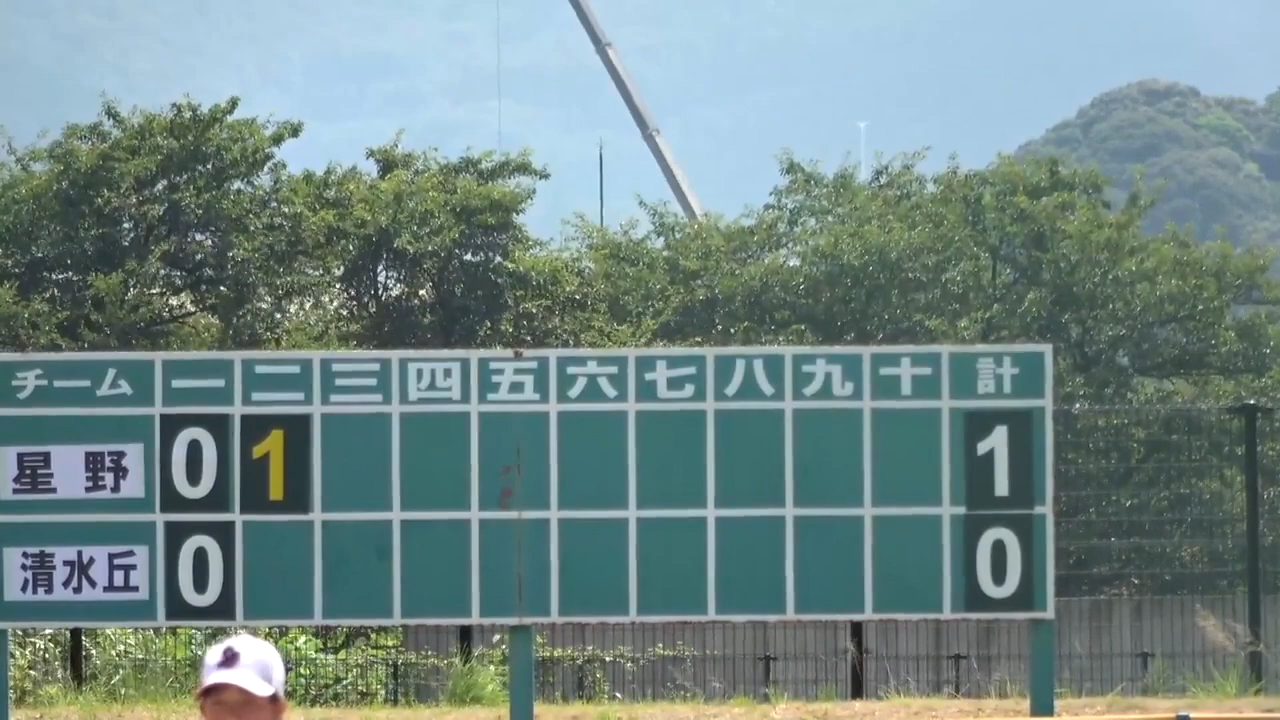 チーム 一 二 三 四 五 六 七 八 九 十 計
星野 0 1 1
清水丘 0 0